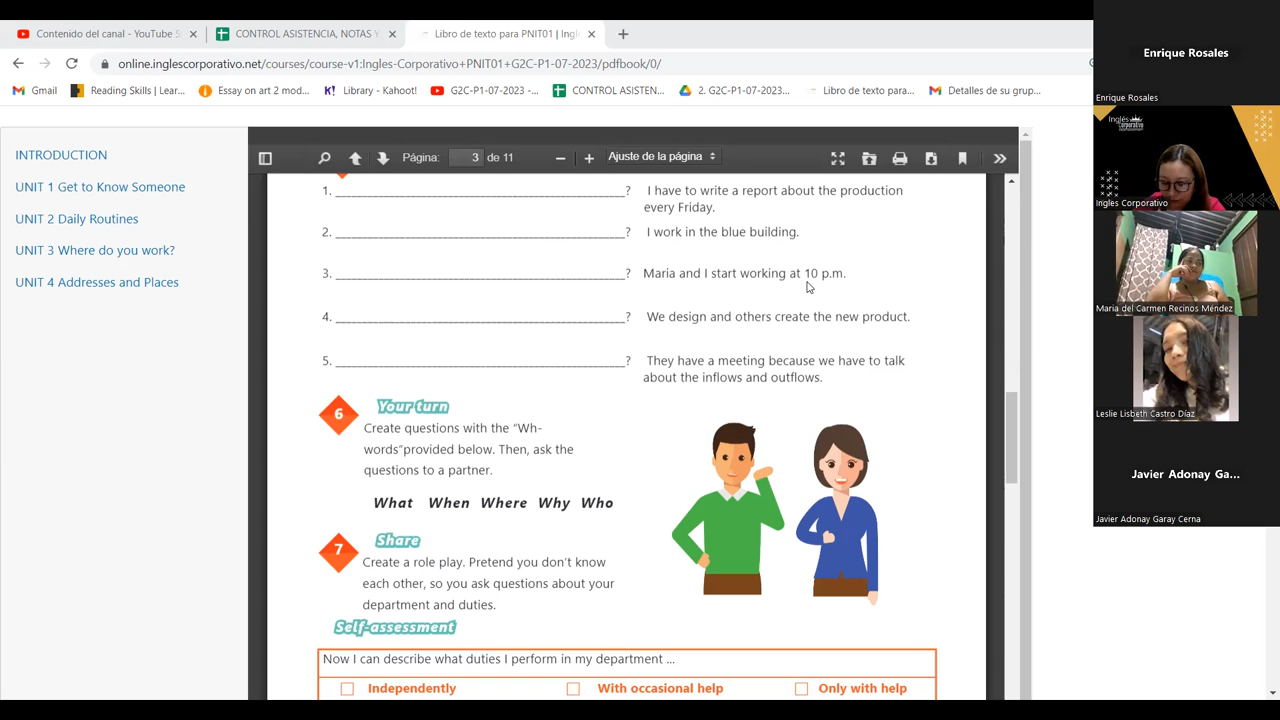 Contenido del canal - YouTube S
CONTROL ASISTENCIA, NOTAS Y
Libro de texto para PNIT01 | Ingl
online.inglescorporativo.net/courses/course-v1:Ingles-Corporativo+PNIT01+G2C-P1-07-2023/pdfbook/0/
Gmail
Reading Skills | Lear...
Essay on art 2 mod...
Library - Kahoot!
G2C-P1-07-2023 -...
CONTROL ASISTEN...
2. G2C-P1-07-2023...
Libro de texto para...
Detalles de su grup...
INTRODUCTION
UNIT 1 Get to Know Someone
UNIT 2 Daily Routines
UNIT 3 Where do you work?
UNIT 4 Addresses and Places
Página: 3 de 11
Ajuste de la página
1. ______________________________? I have to write a report about the production
every Friday.
2. ______________________________? I work in the blue building.
3. ______________________________? Maria and I start working at 10 p.m.
4. ______________________________? We design and others create the new product.
5. ______________________________? They have a meeting because we have to talk
about the inflows and outflows.
6 Your turn
Create questions with the “Wh-
words”provided below. Then, ask the
questions to a partner.
What When Where Why Who
7 Share
Create a role play. Pretend you don’t know
each other, so you ask questions about your
department and duties.
Self-assessment
Now I can describe what duties I perform in my department ...
Independently
With occasional help
Only with help
Enrique Rosales
Enrique Rosales
Inglés
Corporativo
Ingles Corporativo
Maria del Carmen Recinos Méndez
Leslie Lisbeth Castro Díaz
Javier Adonay Ga...
Javier Adonay Garay Cerna